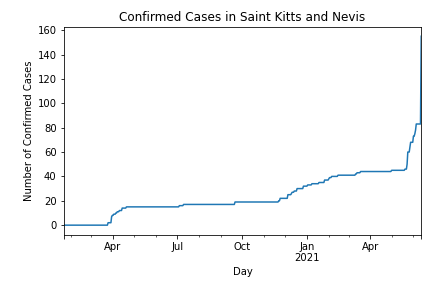 Confirmed Cases in Saint Kitts and Nevis
160
140
120
100
80
60
40
20
0
Number of Confirmed Cases
Apr
Jul
Oct
Jan
2021
Apr
Day